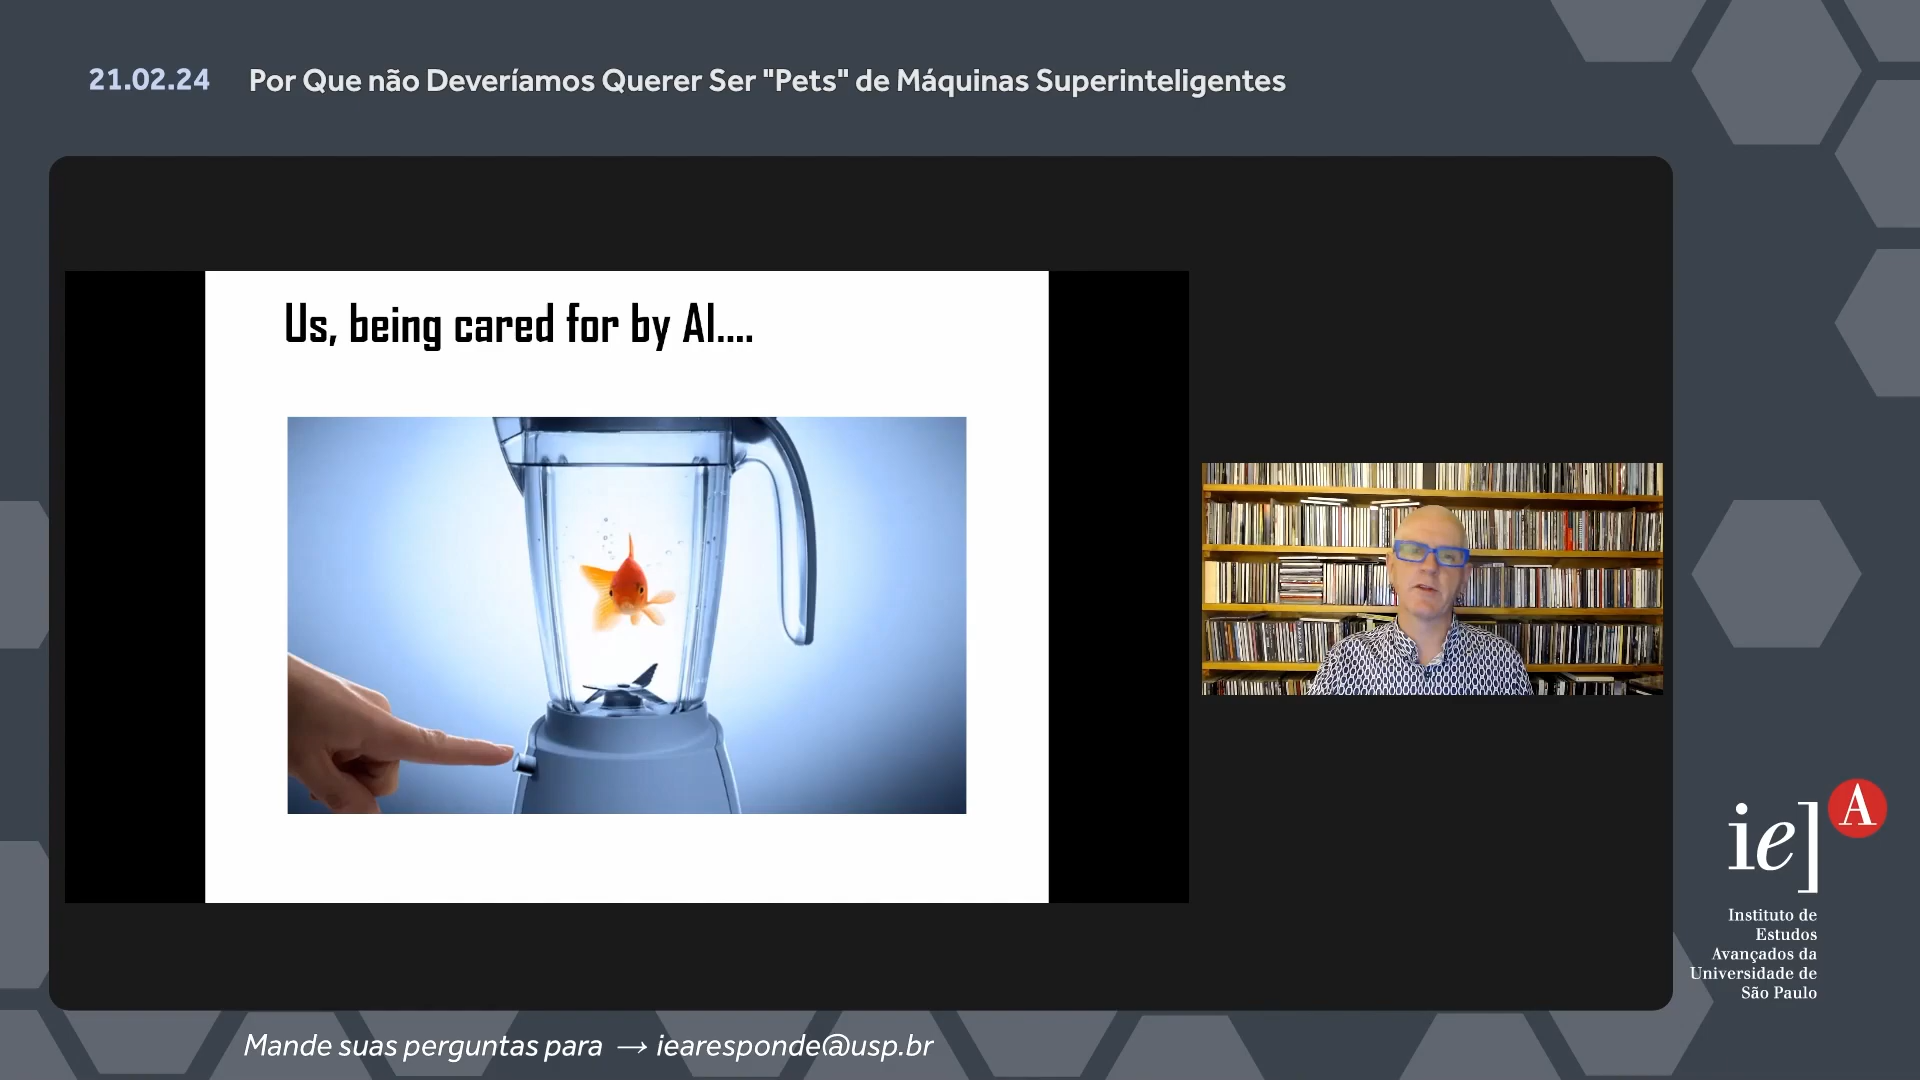 21.02.24 Por Que não Deveríamos Querer Ser "Pets" de Máquinas Superinteligentes
Us, being cared for by AI....
ie] A
Instituto de
Estudos
Avançados da
Universidade de
São Paulo
Mande suas perguntas para → iearesponde@usp.br